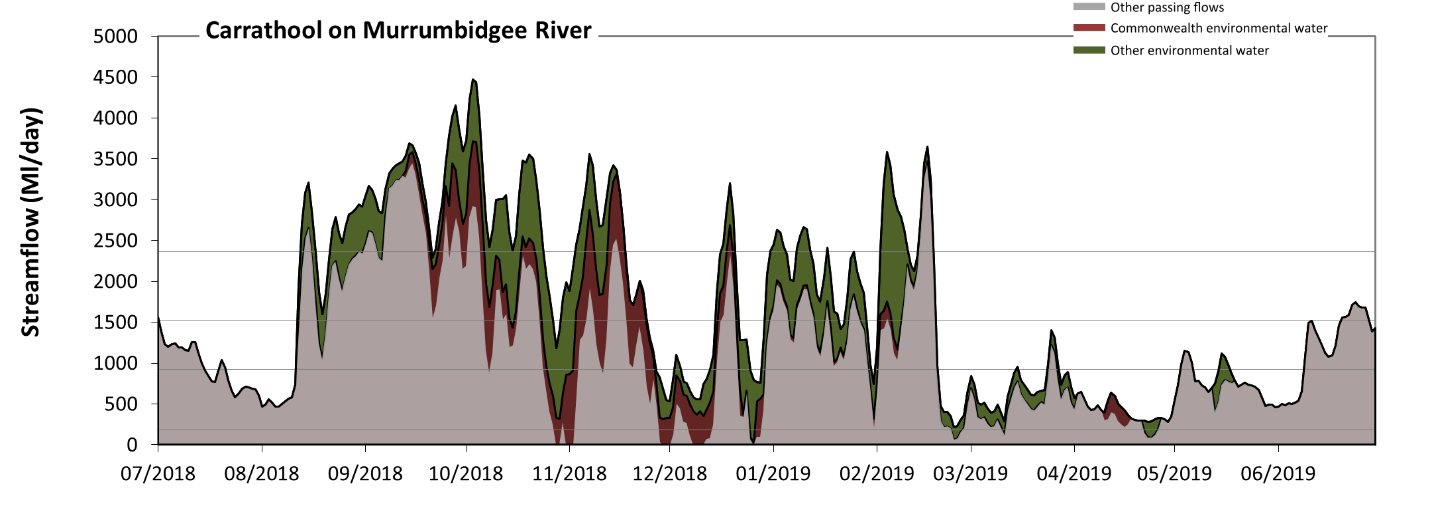 Other passing flows
Commonwealth environmental water
Other environmental water
Carrathool on Murrumbidgee River
Streamflow (Ml/day)
5000
4500
4000
3500
3000
2500
2000
1500
1000
500
0
07/2018 08/2018 09/2018 10/2018 11/2018 12/2018 01/2019 02/2019 03/2019 04/2019 05/2019 06/2019